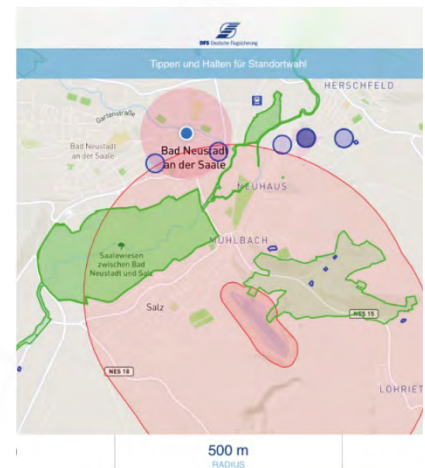 DFS Deutsche Flugsicherung
Tippen und Halten für Standortwahl
HERSCHFELD
Gartenstraße
Bad Neustadt
an der Saale
Bad Neustadt
an der Saale
NEUHAUS
MÜHLBACH
Saalewiesen
zwischen Bad
Neustadt und Salz
Salz
NES 15
NES 18
LOHRIET
500 m
RADIUS